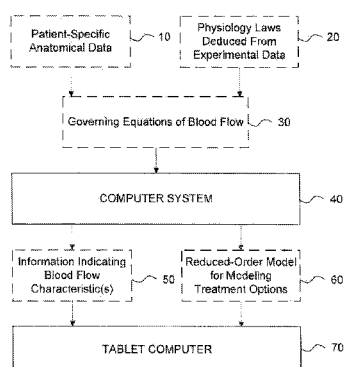 Patient-Specific
Anatomical Data
10
Physiology Laws
Deduced From
Experimental Data
20
Governing Equations of Blood Flow
30
COMPUTER SYSTEM
40
Information Indicating
Blood Flow
Characteristic(s)
50
Reduced-Order Model
for Modeling
Treatment Options
60
TABLET COMPUTER
70